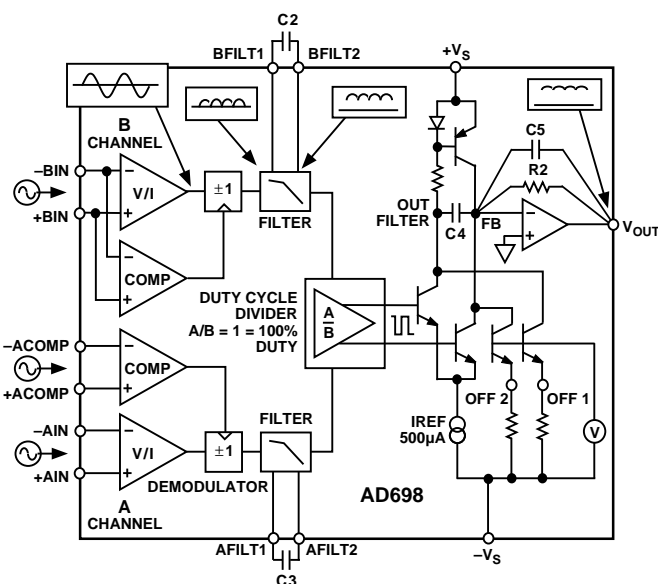 C2
BFILT1
BFILT2
+VS
B
CHANNEL
C5
R2
–BIN
V/I
±1
+BIN
FILTER
OUT
FILTER
C4
FB
–
+
VOUT
COMP
DUTY CYCLE
DIVIDER
A/B = 1 = 100%
DUTY
A
B
–ACOMP
COMP
+ACOMP
FILTER
OFF 2
OFF 1
IREF
500µA
V
–AIN
V/I
±1
+AIN
DEMODULATOR
AD698
A
CHANNEL
AFILT1
AFILT2
–VS
C3